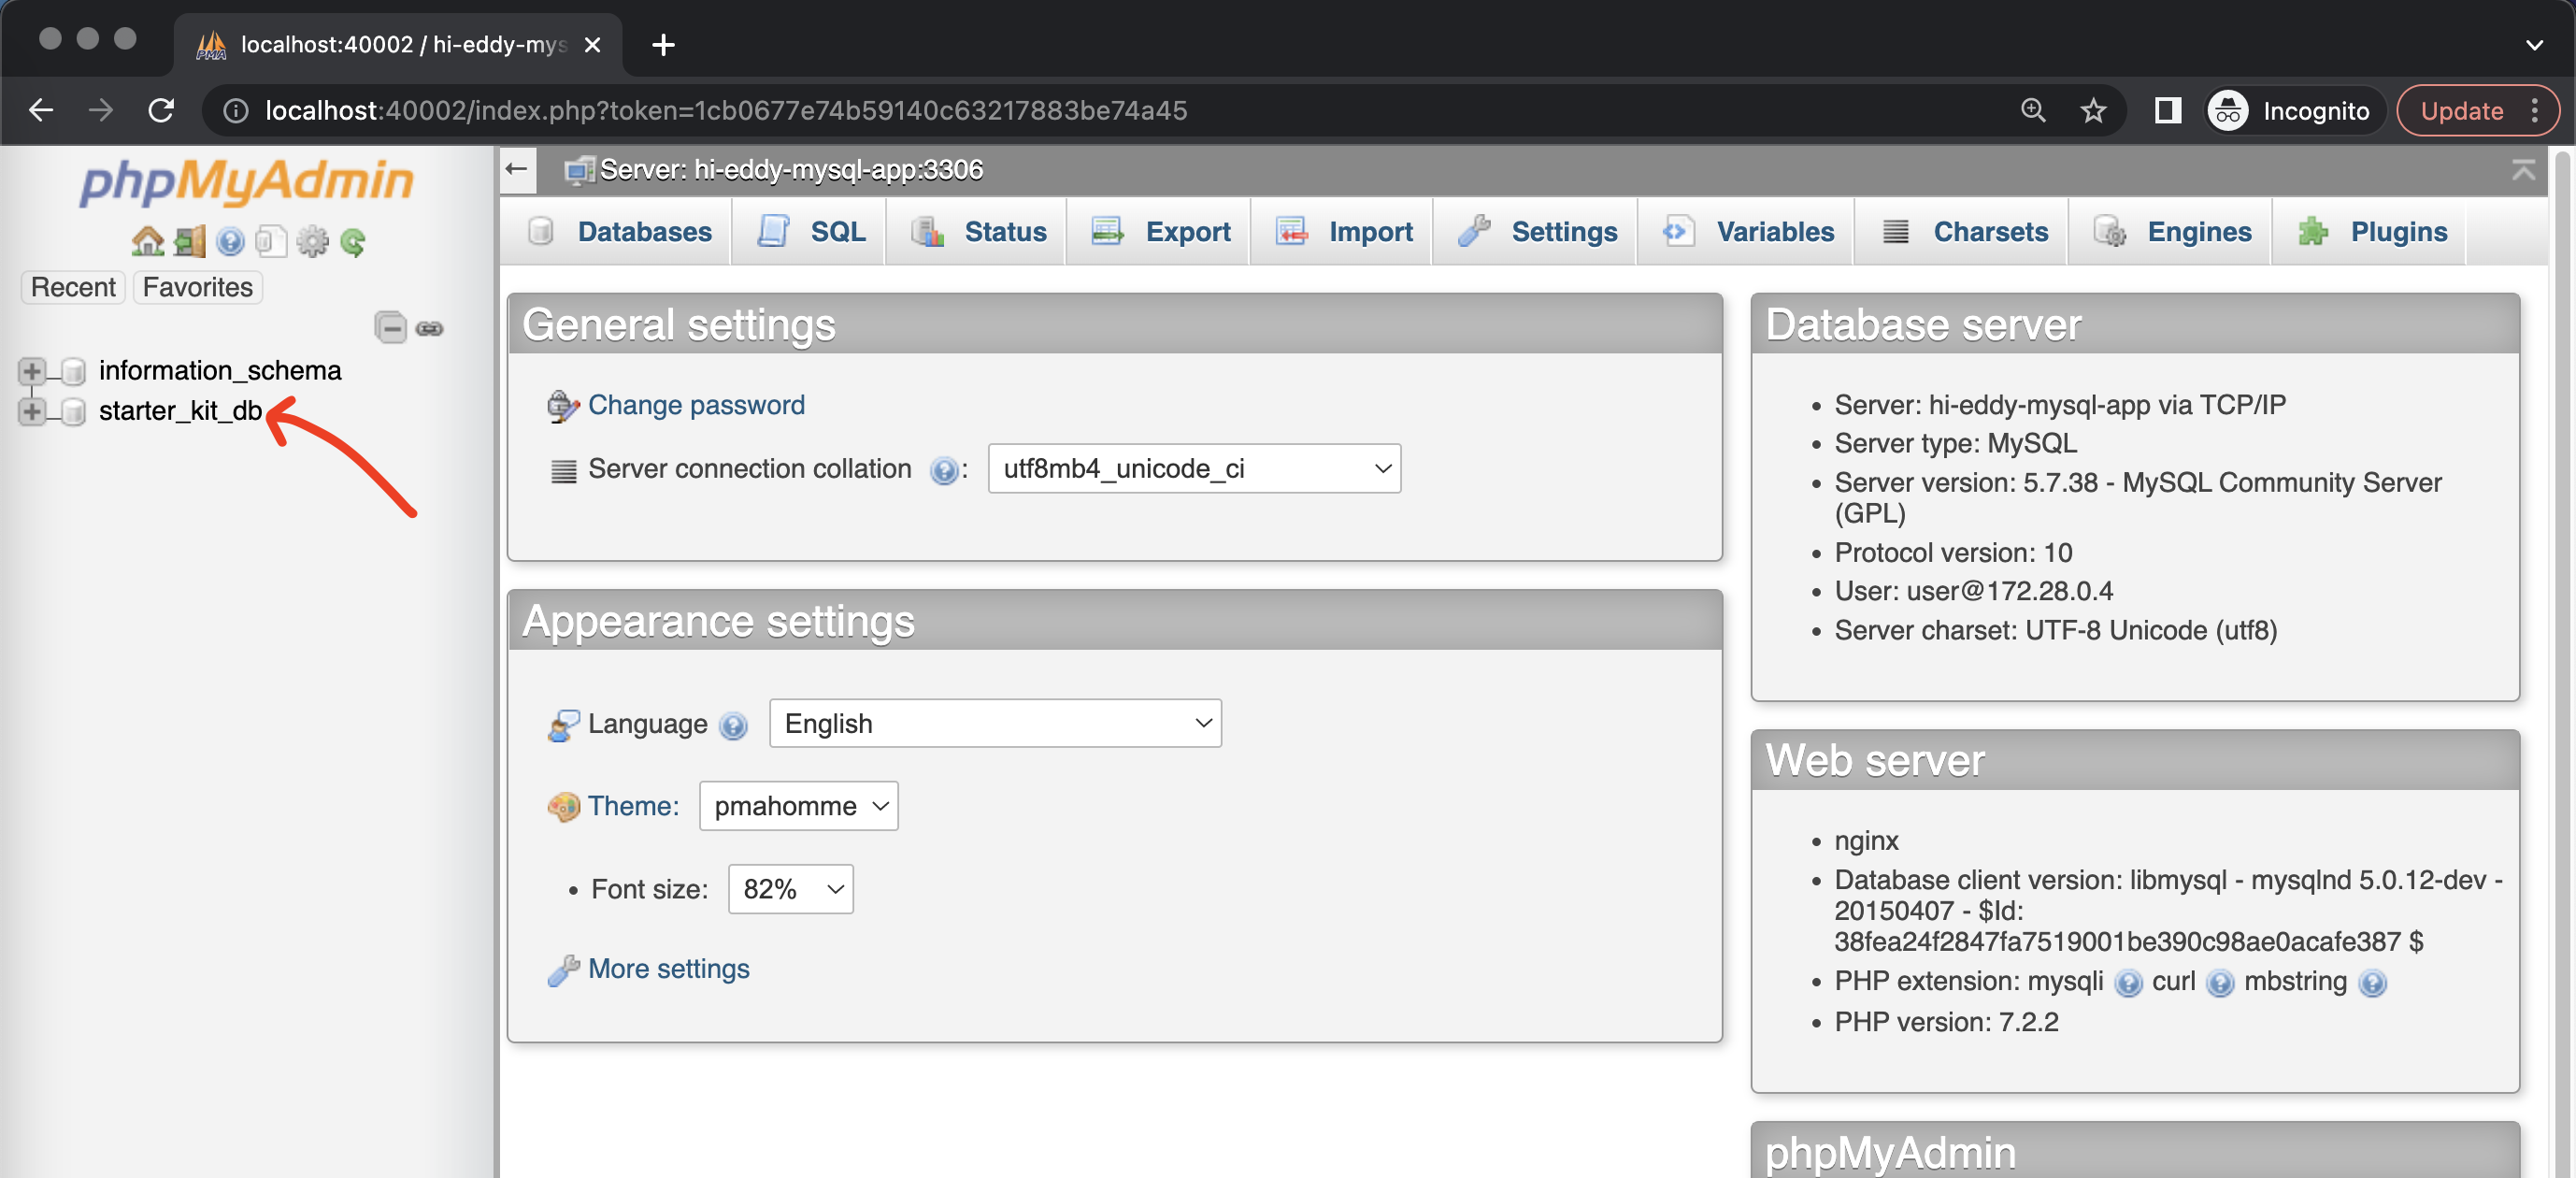 localhost:40002 / hi-eddy-mys
localhost:40002/index.php?token=1cb0677e74b59140c63217883be74a45
Incognito
Update
phpMyAdmin
Recent
Favorites
information_schema
starter_kit_db
Server: hi-eddy-mysql-app:3306
Databases
SQL
Status
Export
Import
Settings
Variables
Charsets
Engines
Plugins
General settings
Change password
Server connection collation :
utf8mb4_unicode_ci
Appearance settings
Language
English
Theme:
pmahomme
• Font size:
82%
More settings
Database server
• Server: hi-eddy-mysql-app via TCP/IP
• Server type: MySQL
• Server version: 5.7.38 - MySQL Community Server
(GPL)
• Protocol version: 10
• User: user@172.28.0.4
• Server charset: UTF-8 Unicode (utf8)
Web server
• nginx
• Database client version: libmysql - mysqlnd 5.0.12-dev -
20150407 - $Id:
38fea24f2847fa7519001be390c98ae0acafe387 $
• PHP extension: mysqli curl mbstring
• PHP version: 7.2.2
phpMyAdmin